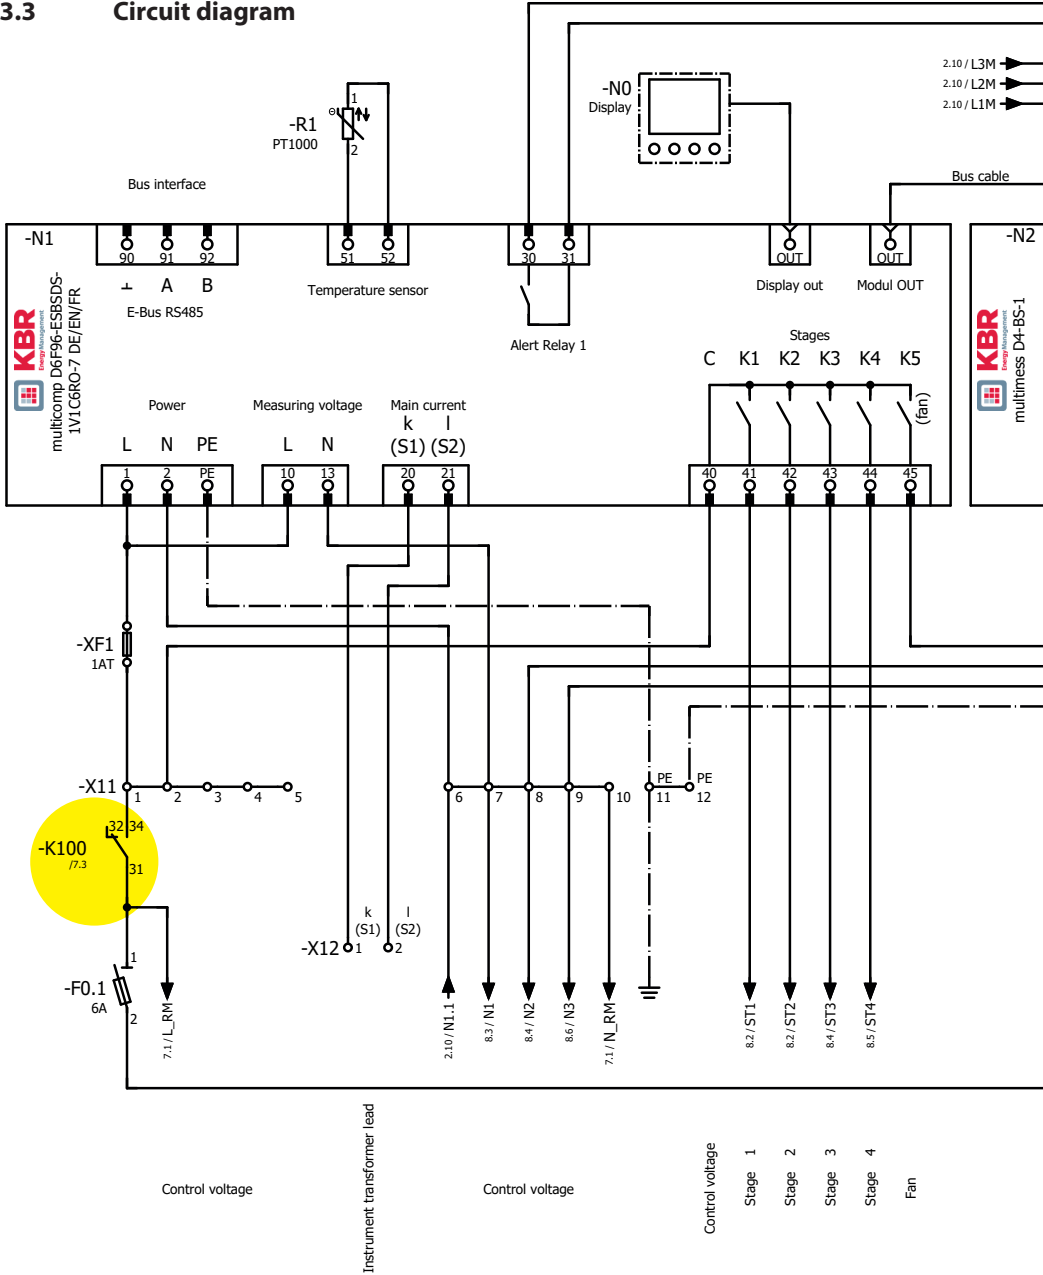 3.3 Circuit diagram
2.10 / L3M
2.10 / L2M
2.10 / L1M
-N0
Display
-R1
PT1000
1
2
Θ
Bus interface
Bus cable
-N1
90 91 92
+ A B
E-Bus RS485
51 52
Temperature sensor
30 31
Alert Relay 1
OUT
Display out
OUT
Modul OUT
-N2
KBR
EnergyManagement
multicomp D6F96-ESBSDS-
1V1C6RO-7 DE/EN/FR
KBR
EnergyManagement
multimess D4-BS-1
Stages
C K1 K2 K3 K4 K5
(fan)
Power
Measuring voltage
Main current
k l
(S1) (S2)
L N PE
L N
1 2 PE
10 13
20 21
40 41 42 43 44 45
-XF1
1AT
-X11
1 2 3 4 5
6 7 8 9 10
PE PE
11 12
32 34
-K100
/7.3
31
k l
(S1) (S2)
-X12 1 2
-F0.1
6A
1
2
7.1 / L_RM
2.10 / N1.1
8.3 / N1
8.4 / N2
8.6 / N3
7.1 / N_RM
8.2 / ST1
8.2 / ST2
8.4 / ST3
8.5 / ST4
Control voltage
Instrument transformer lead
Control voltage
Control voltage
Stage 1
Stage 2
Stage 3
Stage 4
Fan